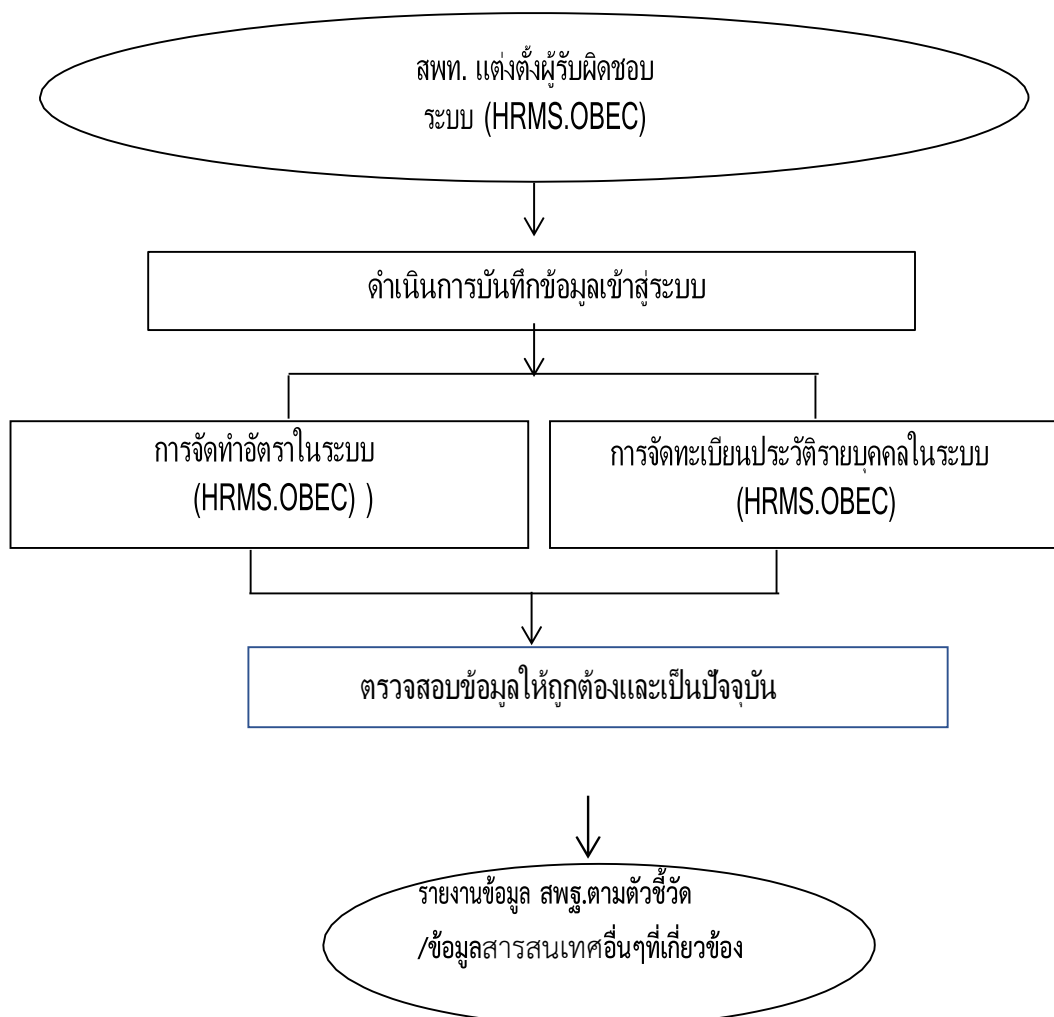 สพท. แต่งตั้งผู้รับผิดชอบ
ระบบ (HRMS.OBEC)
ดำเนินการบันทึกข้อมูลเข้าสู่ระบบ
การจัดทำอัตราในระบบ
(HRMS.OBEC) )
การจัดทะเบียนประวัติรายบุคคลในระบบ
(HRMS.OBEC)
ตรวจสอบข้อมูลให้ถูกต้องและเป็นปัจจุบัน
รายงานข้อมูล สพฐ.ตามตัวชี้วัด
/ข้อมูลสารสนเทศอื่นๆที่เกี่ยวข้อง